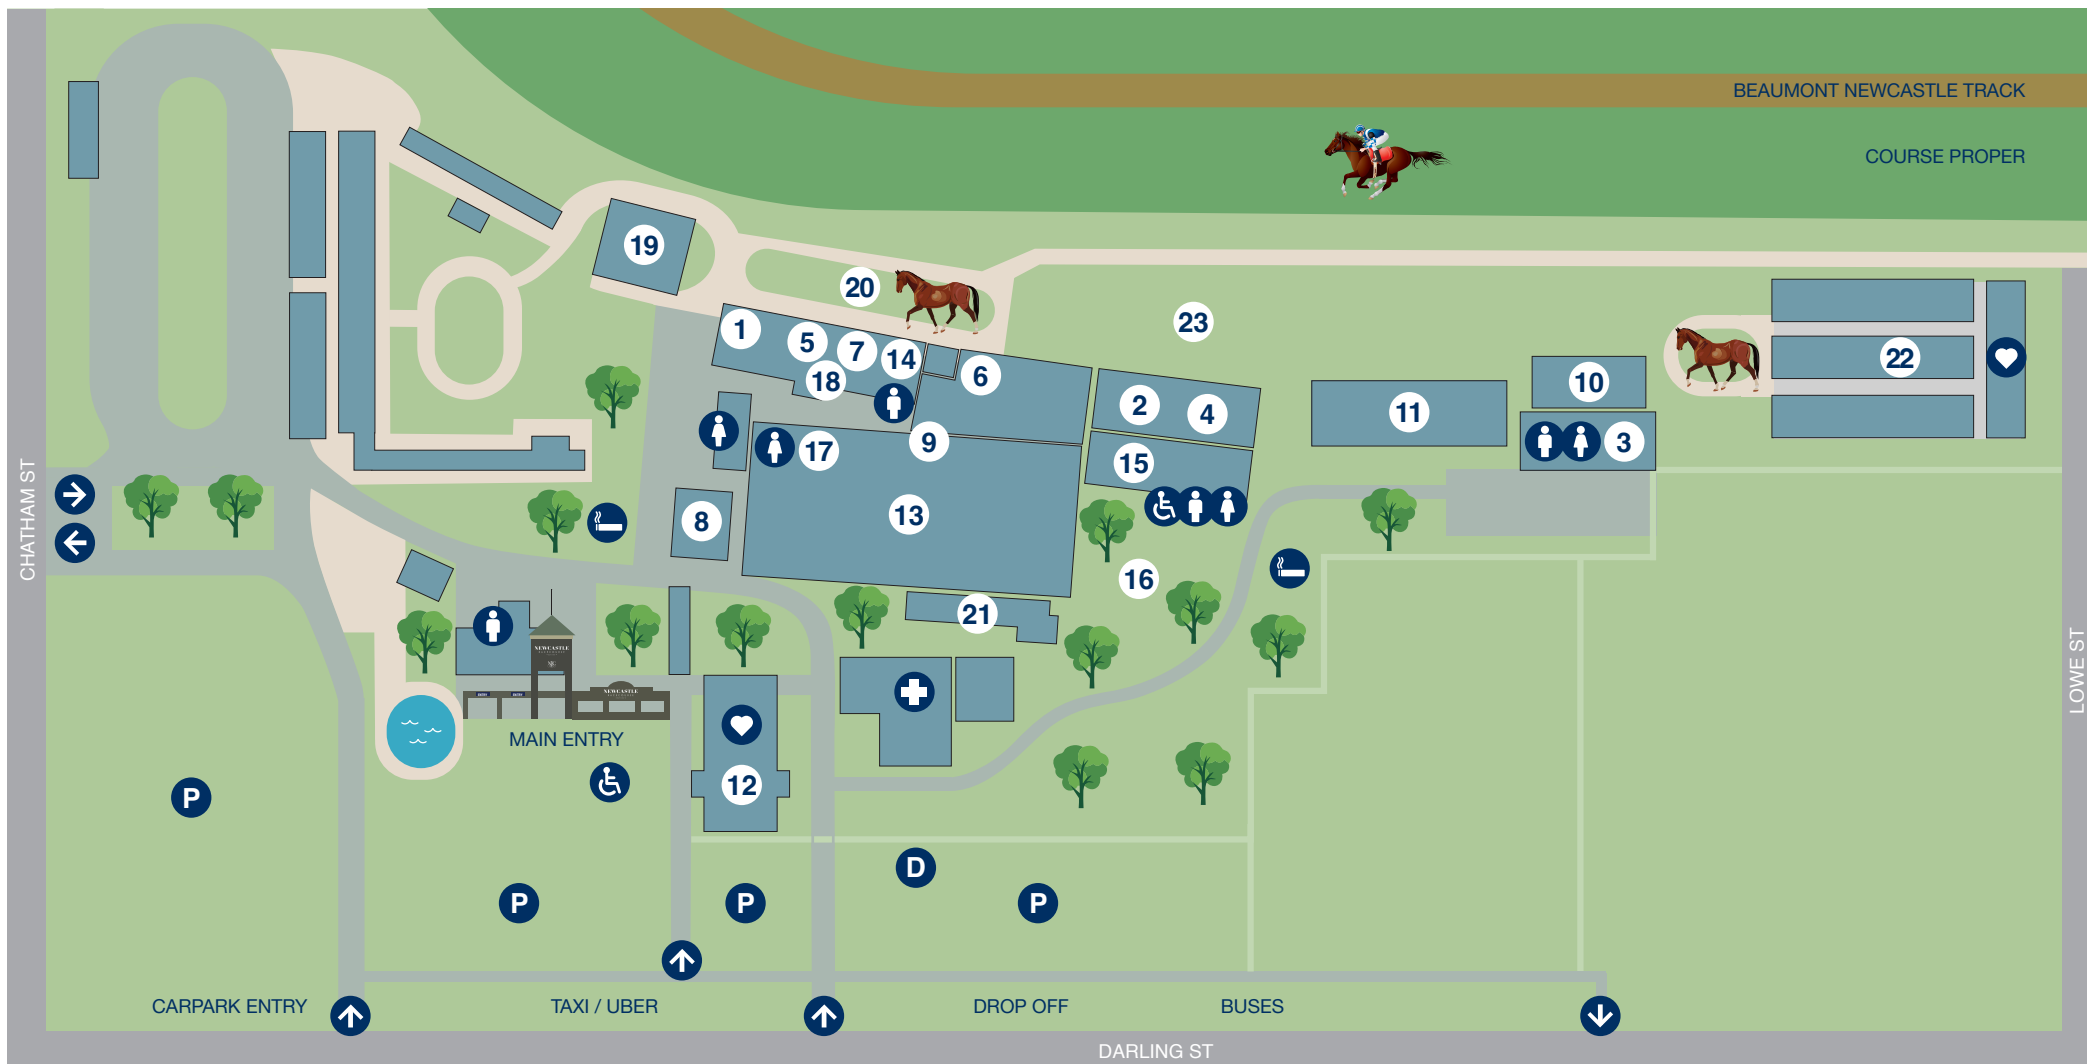 BEAUMONT NEWCASTLE TRACK
COURSE PROPER
19
20
1
5
7
14
18
6
23
2
4
11
10
22
3
17
9
15
8
13
16
21
CHATHAM ST
LOWE ST
NEWCASTLE
NEWCASTLE
MAIN ENTRY
12
P
D
P
P
P
CARPARK ENTRY
TAXI / UBER
DROP OFF
BUSES
DARLING ST